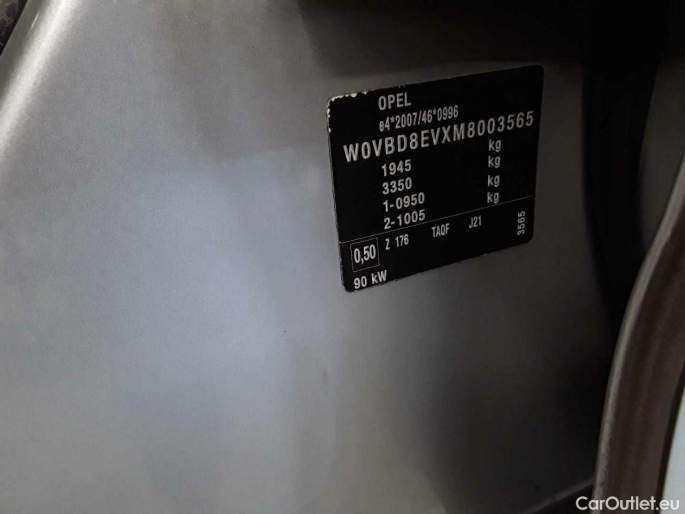 OPEL
e4*2007/46*0996
W0VBD8EVXM8003565
1945 kg
3350 kg
1-0950 kg
2-1005 kg
0,50 Z 176 TAQF J21 3565
90 kW
CarOutlet.eu